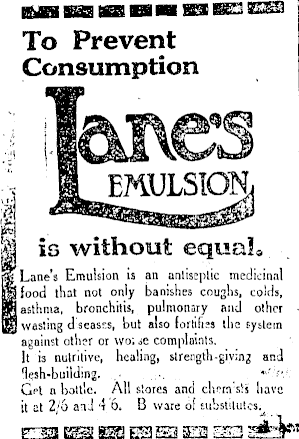 To Prevent
Consumption
Lane's
EMULSION
is without equal.
Lane's Emulsion is an antiseptic medicinal
food that not only banishes coughs, colds,
asthma, bronchitis, pulmonary and other
wasting diseases, but also fortifies the system
against other or worse complaints.
It is nutritive, healing, strength-giving and
flesh-building.
Get a bottle. All stores and chemists have
it at 2/6 and 4/6. Beware of substitutes.